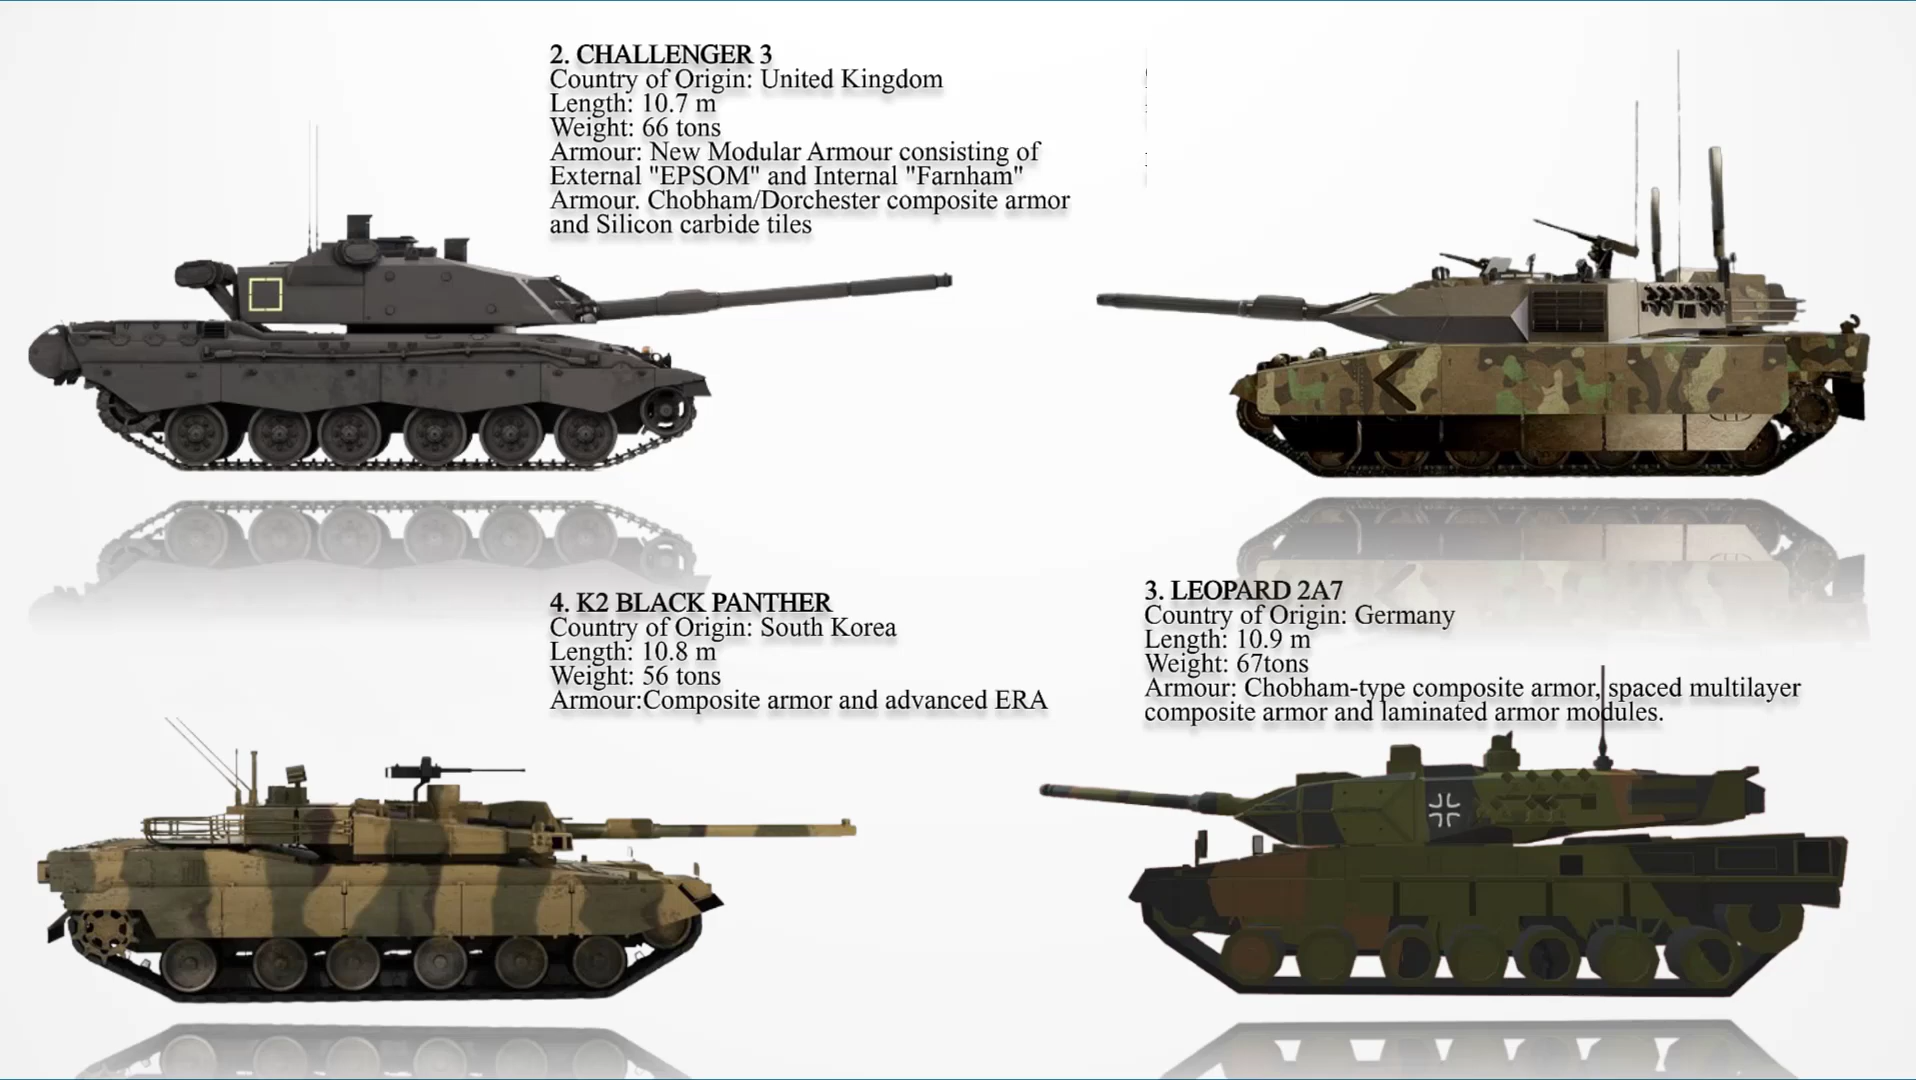 2. CHALLENGER 3
Country of Origin: United Kingdom
Length: 10.7 m
Weight: 66 tons
Armour: New Modular Armour consisting of
External "EPSOM" and Internal "Farnham"
Armour. Chobham/Dorchester composite armor
and Silicon carbide tiles
4. K2 BLACK PANTHER
Country of Origin: South Korea
Length: 10.8 m
Weight: 56 tons
Armour:Composite armor and advanced ERA
3. LEOPARD 2A7
Country of Origin: Germany
Length: 10.9 m
Weight: 67tons
Armour: Chobham-type composite armor, spaced multilayer
composite armor and laminated armor modules.